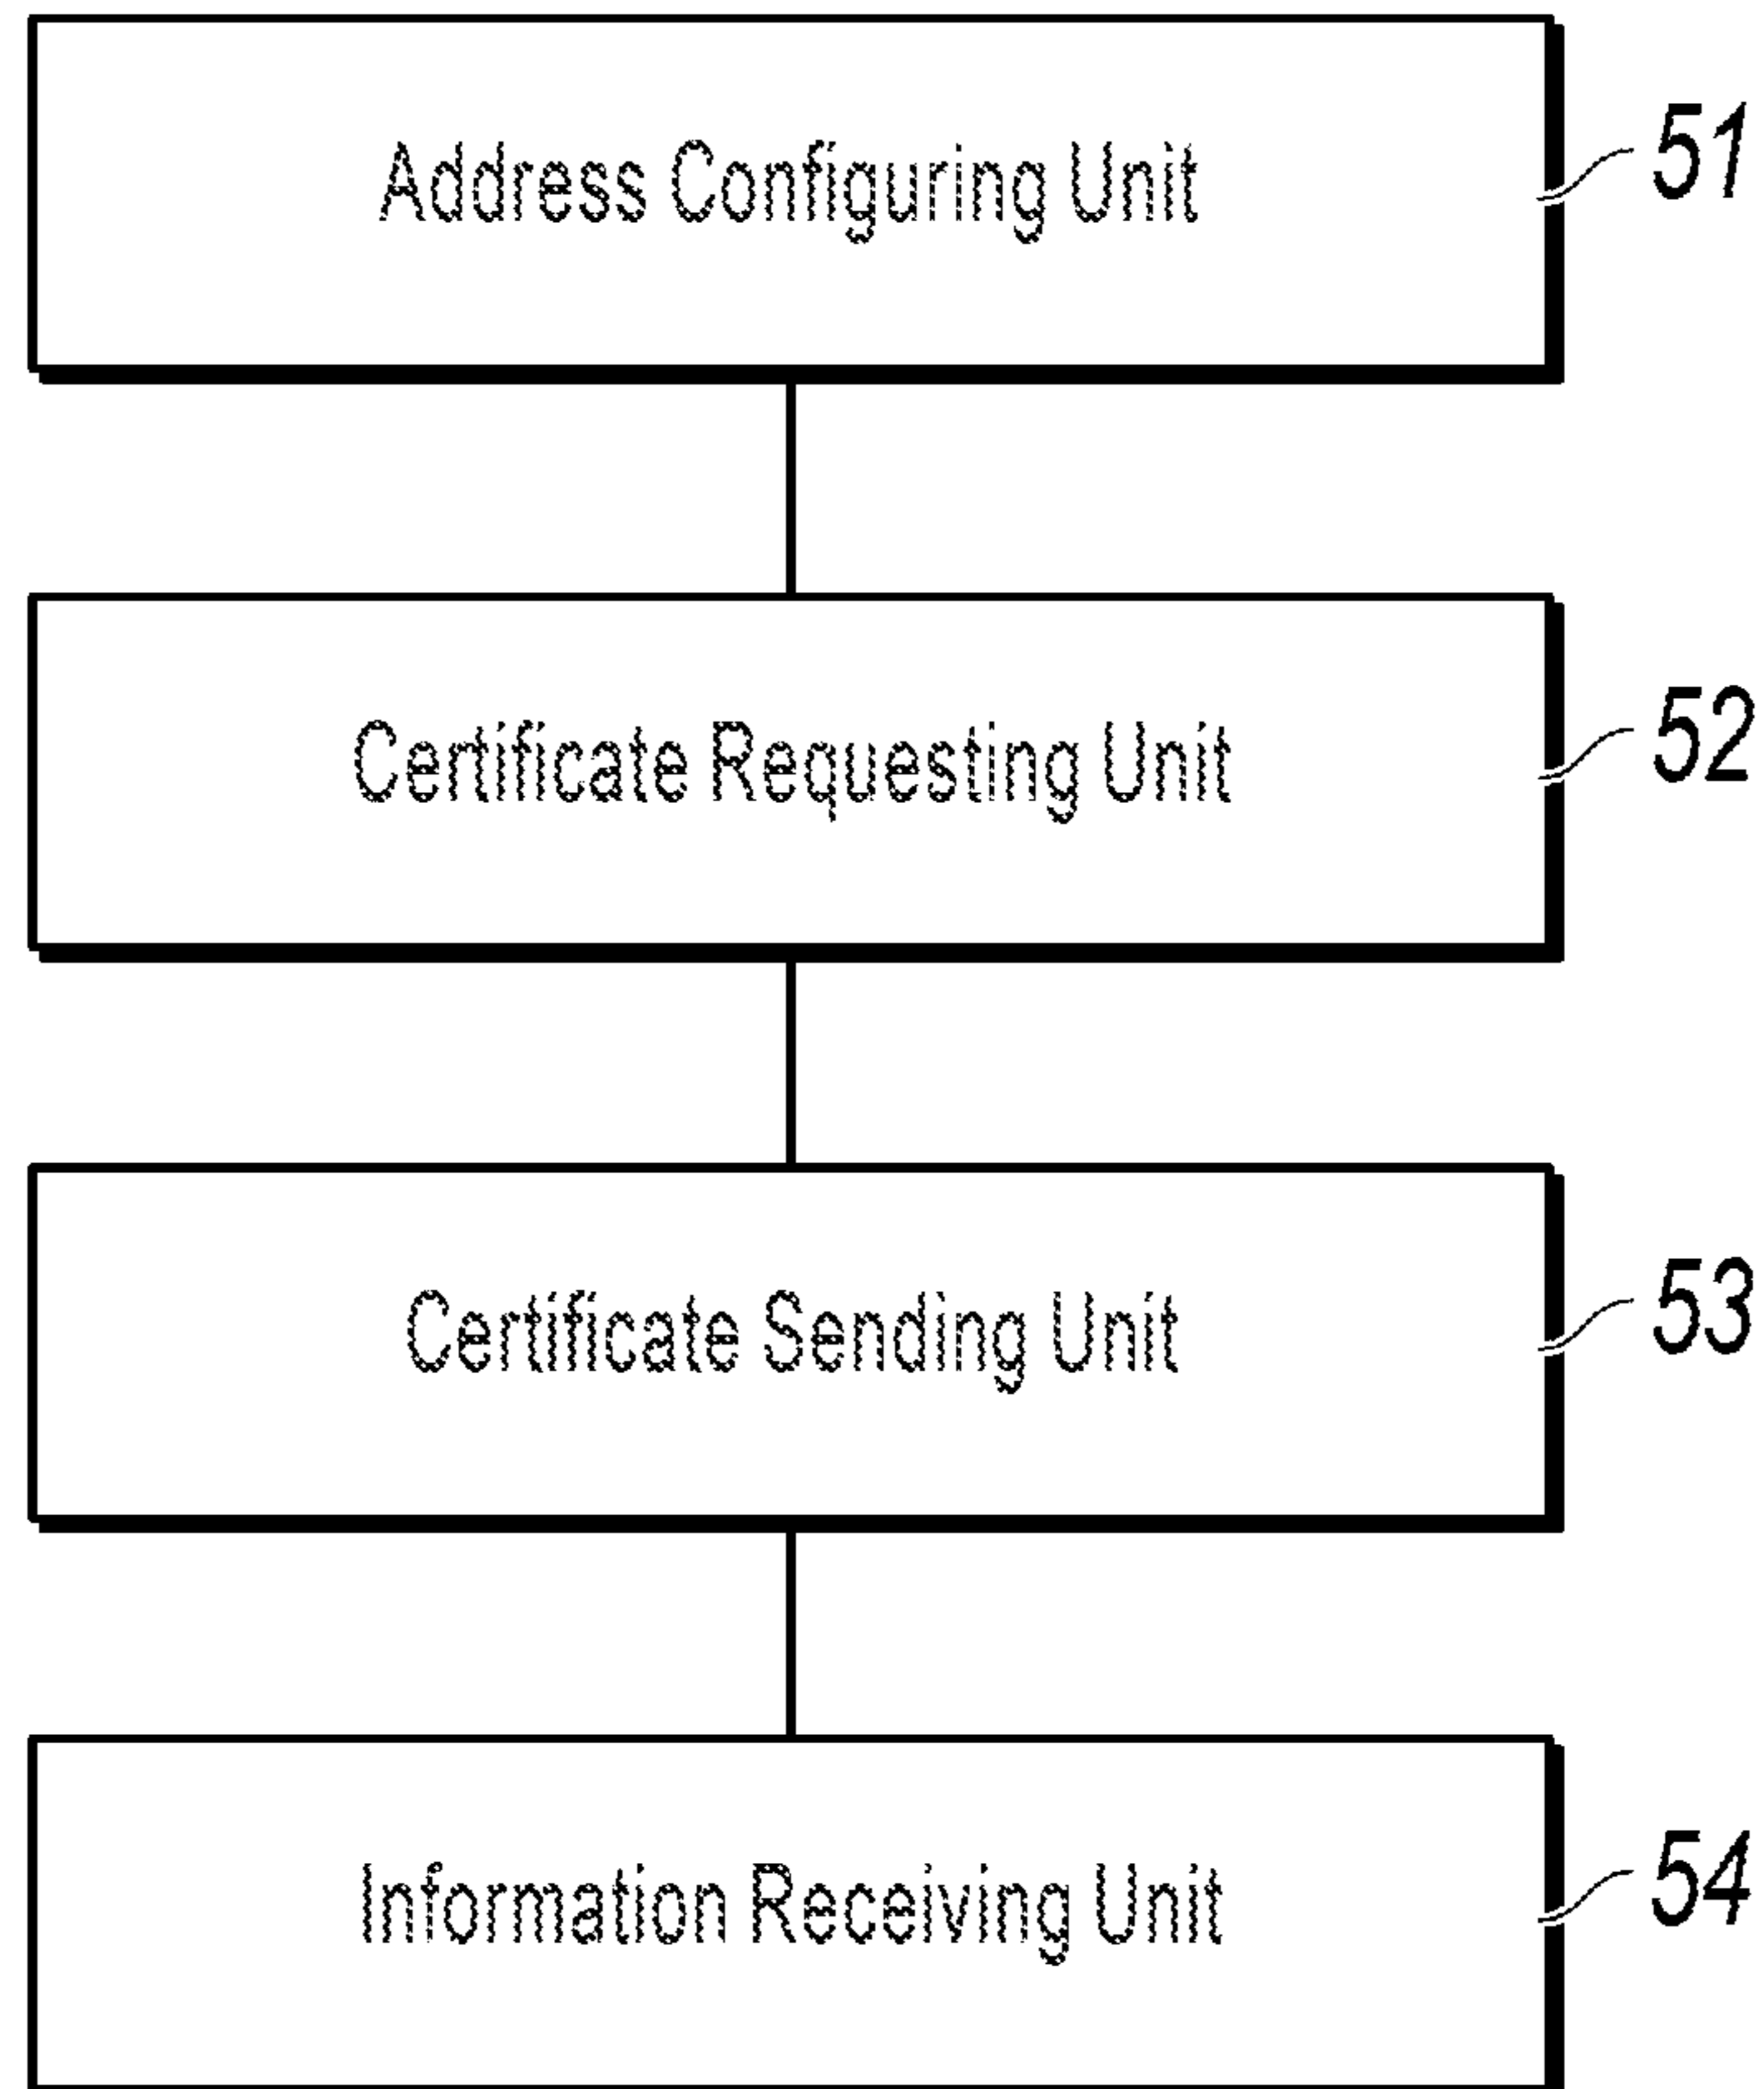 Address Configuring Unit
51
Certificate Requesting Unit
52
Certificate Sending Unit
53
Information Receiving Unit
54